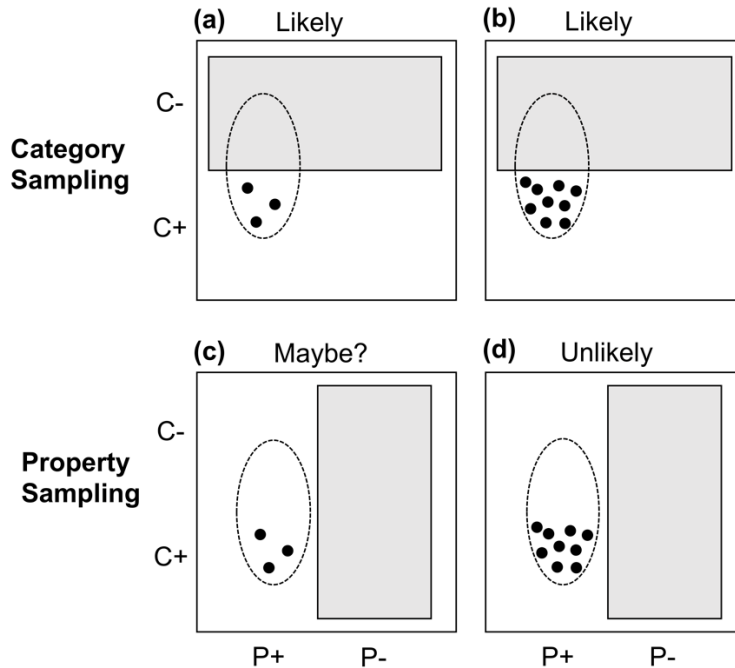 (a) Likely
(b) Likely
C-
Category
Sampling
C+
(c) Maybe?
(d) Unlikely
C-
Property
Sampling
C+
P+ P-
P+ P-